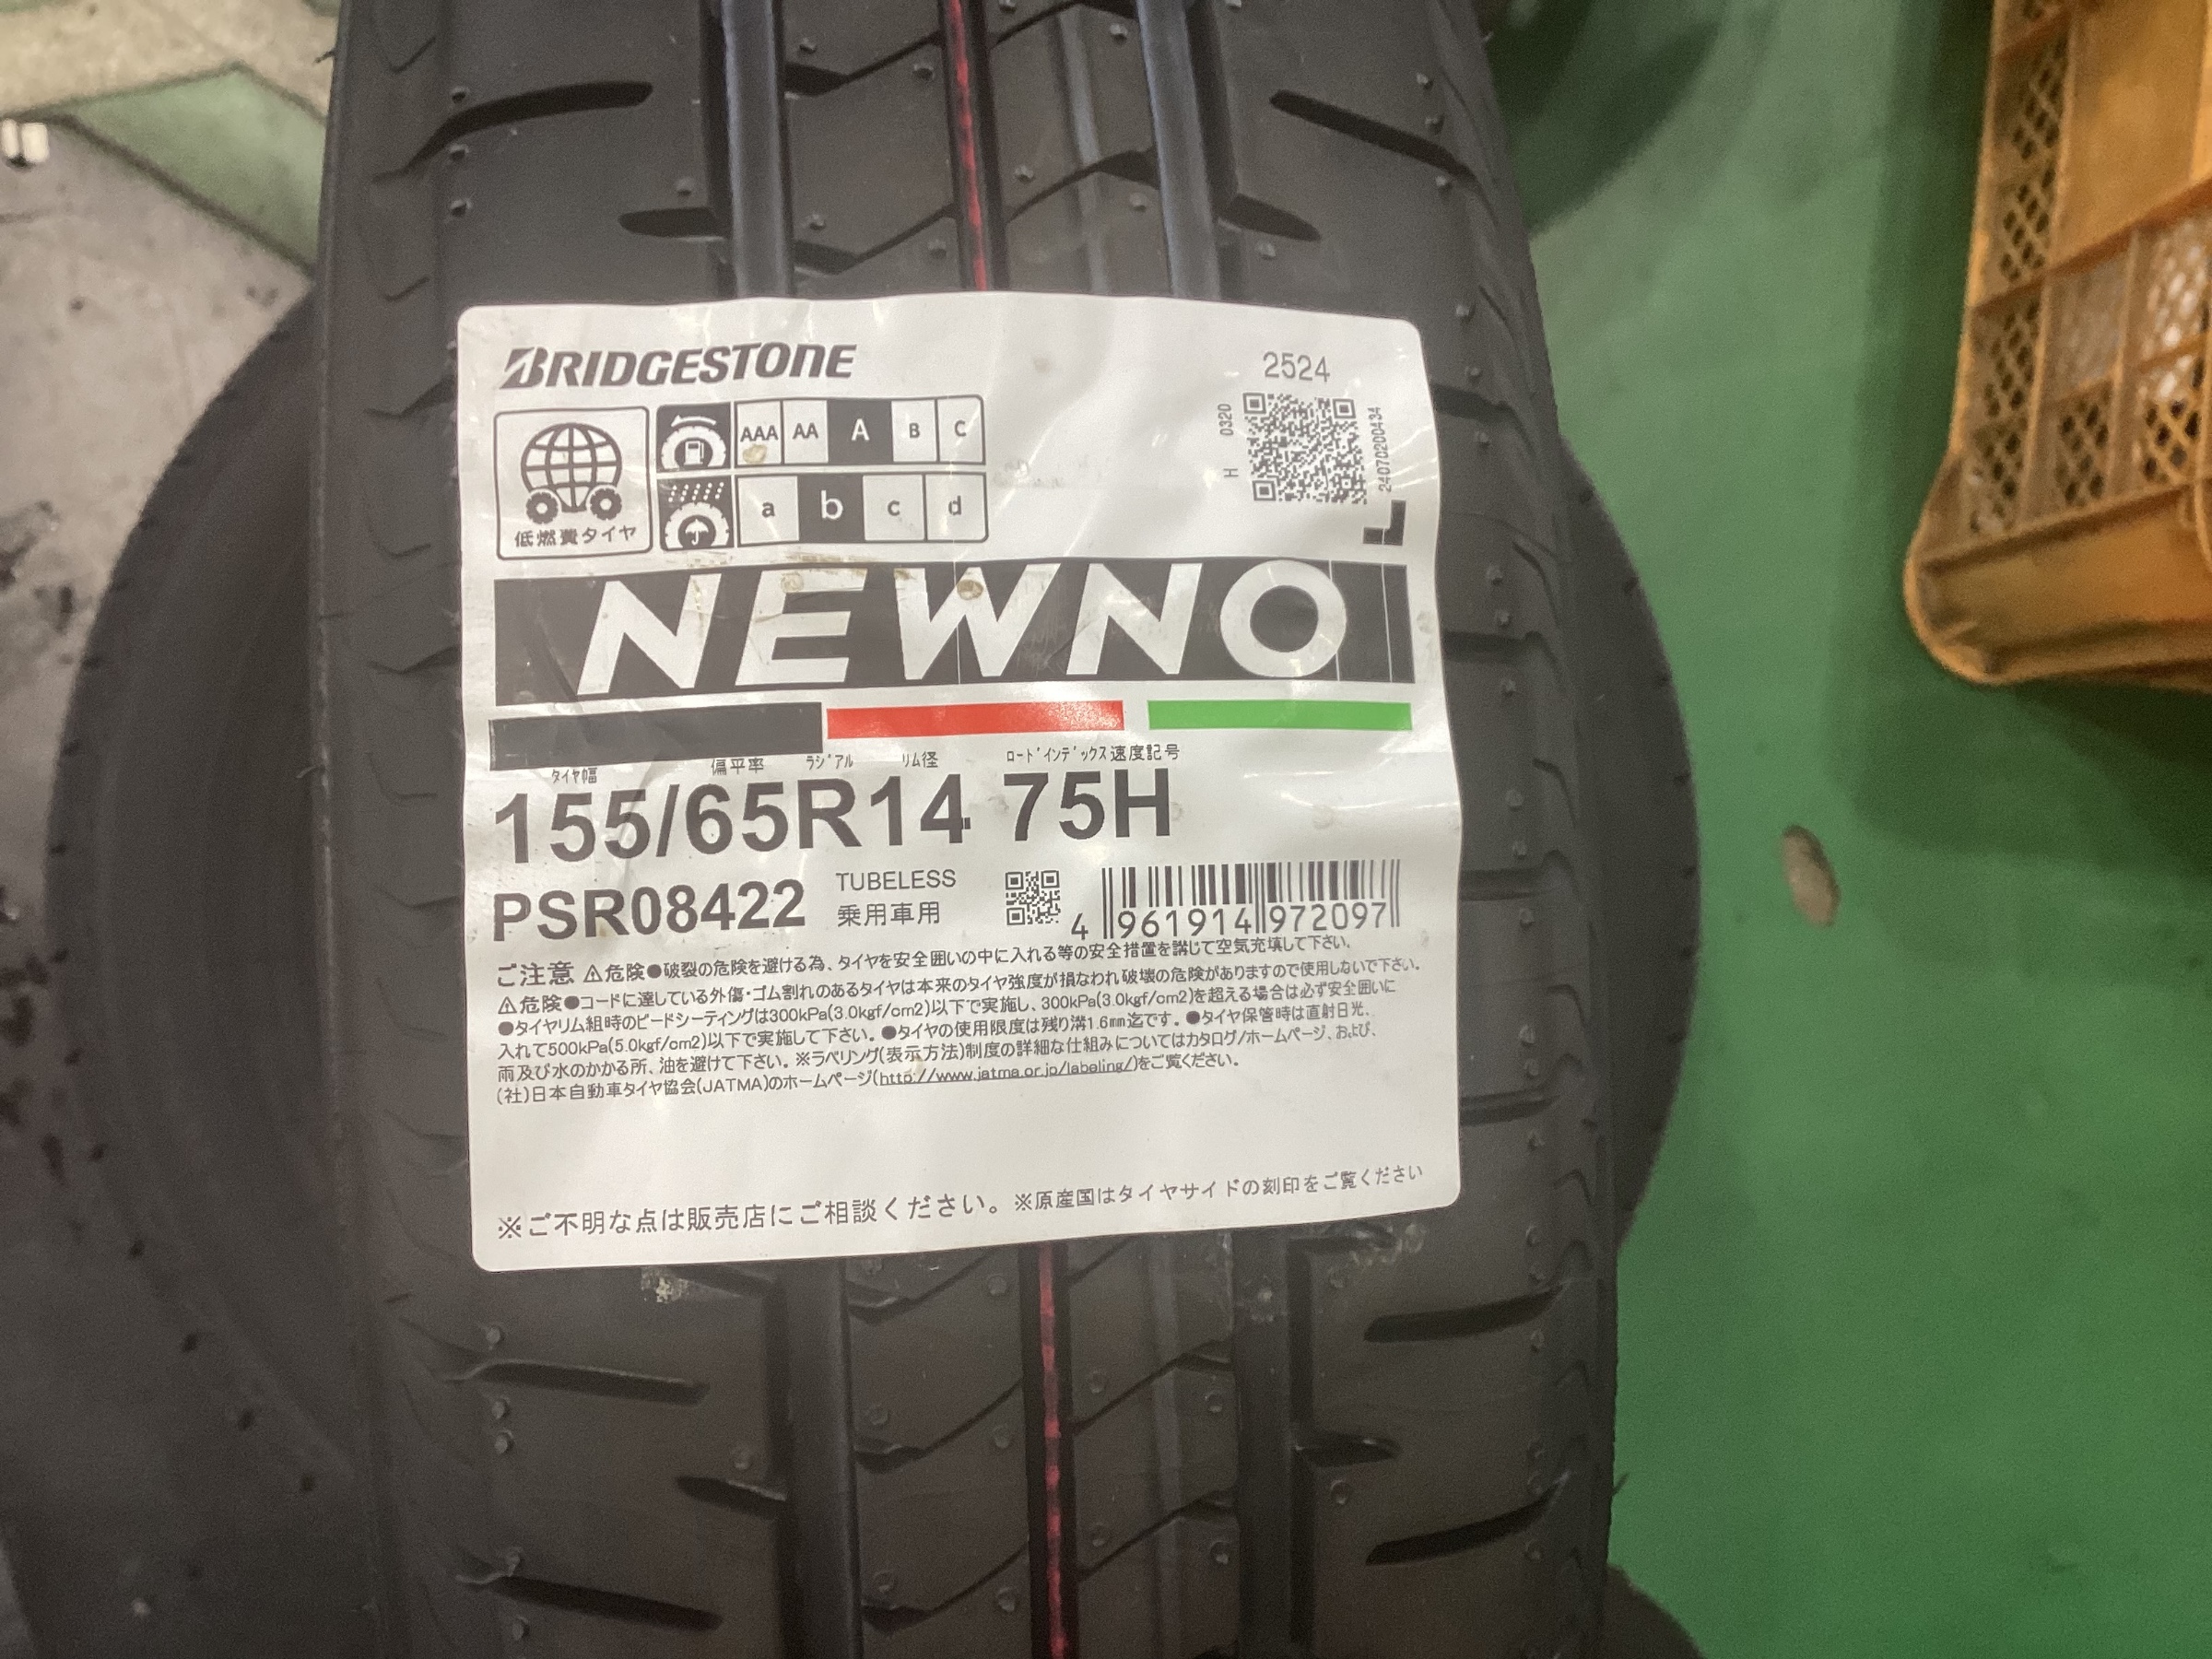 BRIDGESTONE
2524
H 0320
240702200434
低燃費タイヤ
AAA AA A B C
a b c d
L
NEWNO
タイヤ幅 偏平率 ラジアル リム径 ロードインデックス 速度記号
155/65R14 75H
PSR08422
TUBELESS
乗用車用
4 961914 972097
ご注意 ⚠危険●破裂の危険を避ける為、タイヤを安全囲いの中に入れる等の安全措置を講じて空気充填して下さい。
⚠危険●コードに達している外傷・ゴム割れのあるタイヤは本来のタイヤ強度が損なわれ破壊の危険がありますので使用しないで下さい。
●タイヤリム組時のビードシーティングは300kPa(3.0kgf/cm2)以下で実施し、300kPa(3.0kgf/cm2)を超える場合は必ず安全囲いに
入れて500kPa(5.0kgf/cm2)以下で実施して下さい。●タイヤの使用限度は残り溝1.6mm迄です。●タイヤ保管時は直射日光、
雨及び水のかかる所、油を避けて下さい。※ラベリング(表示方法)制度の詳細な仕組みについてはカタログ/ホームページ、および、
(社)日本自動車タイヤ協会(JATMA)のホームページ(http://www.jatma.or.jp/labeling/)をご覧ください。
※ご不明な点は販売店にご相談ください。※原産国はタイヤサイドの刻印をご覧ください